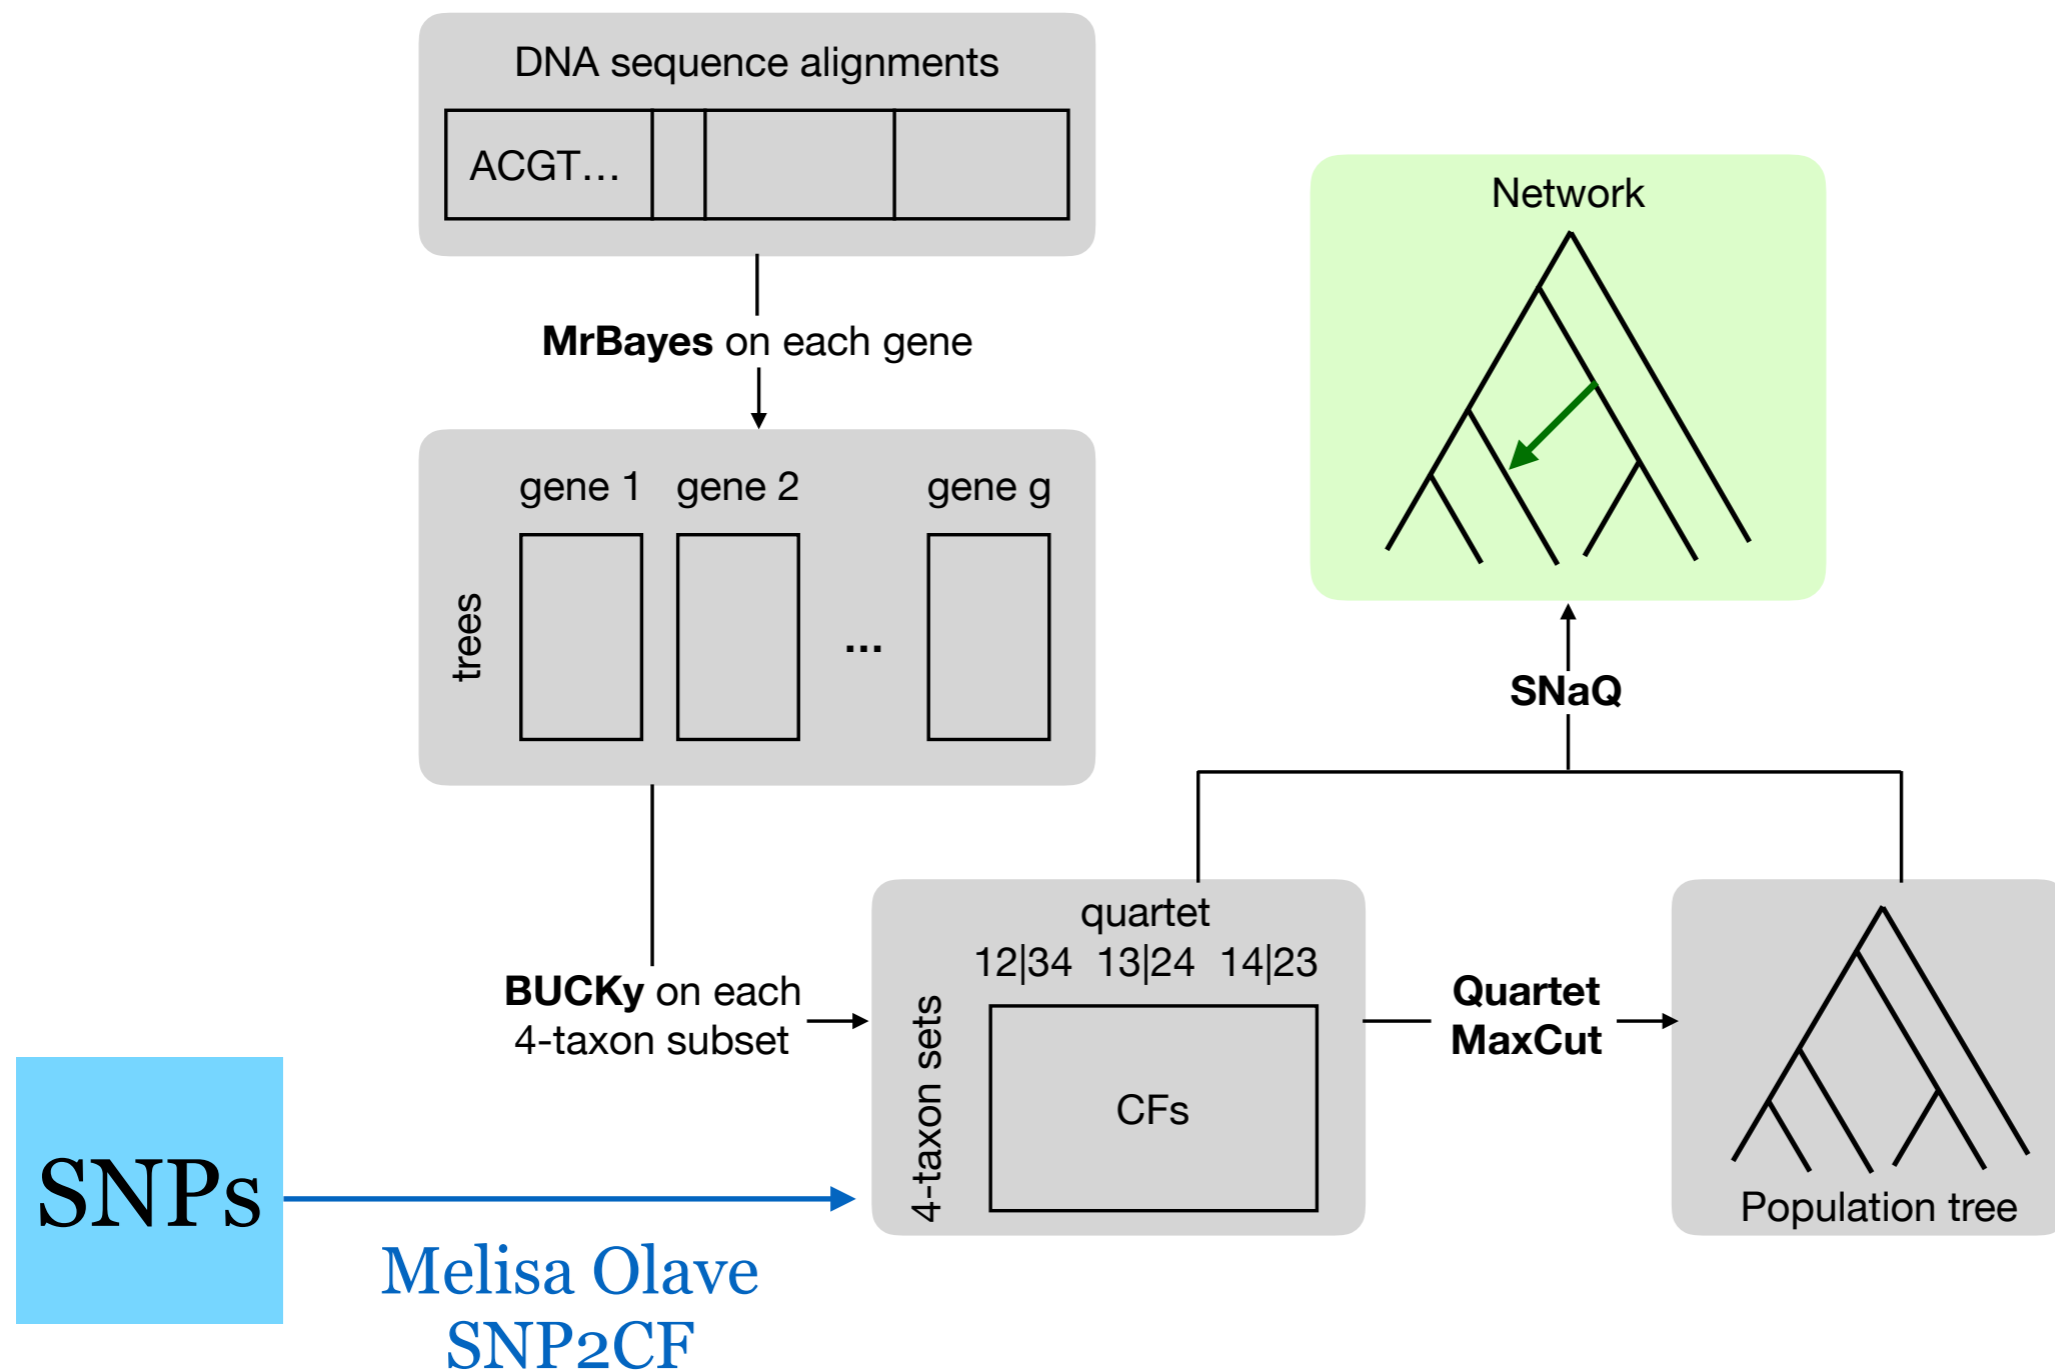 DNA sequence alignments
ACGT...
MrBayes on each gene
gene 1 gene 2 gene g
trees
...
Network
SNaQ
BUCKy on each
4-taxon subset
quartet
12|34 13|24 14|23
4-taxon sets
CFs
Quartet
MaxCut
Population tree
SNPs
Melisa Olave
SNP2CF